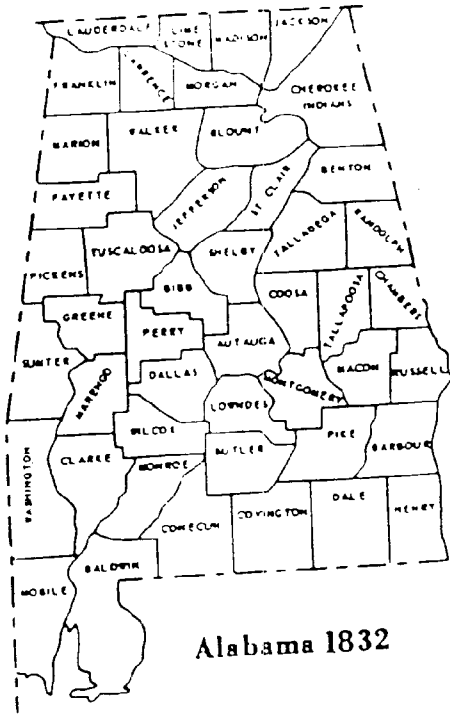 LAUDERDALE
LIME
STONE
MADISON
JACKSON
FRANKLIN
LAWRENCE
MORGAN
CHEROKEE
INDIANS
MARION
WALKER
BLOUNT
FAYETTE
JEFFERSON
ST CLAIR
BENTON
TUSCALOOSA
SHELBY
TALLADEGA
RANDOLPH
PICKENS
BIBB
COOSA
TALLAPOOSA
CHAMBERS
GREENE
PERRY
AUTAUGA
SUMTER
MARENGO
DALLAS
MONTGOMERY
MACON
RUSSELL
LOWNDES
WILCOX
BUTLER
PIKE
BARBOUR
WASHINGTON
CLARKE
MONROE
CONECUH
COVINGTON
DALE
HENRY
MOBILE
BALDWIN
Alabama 1832